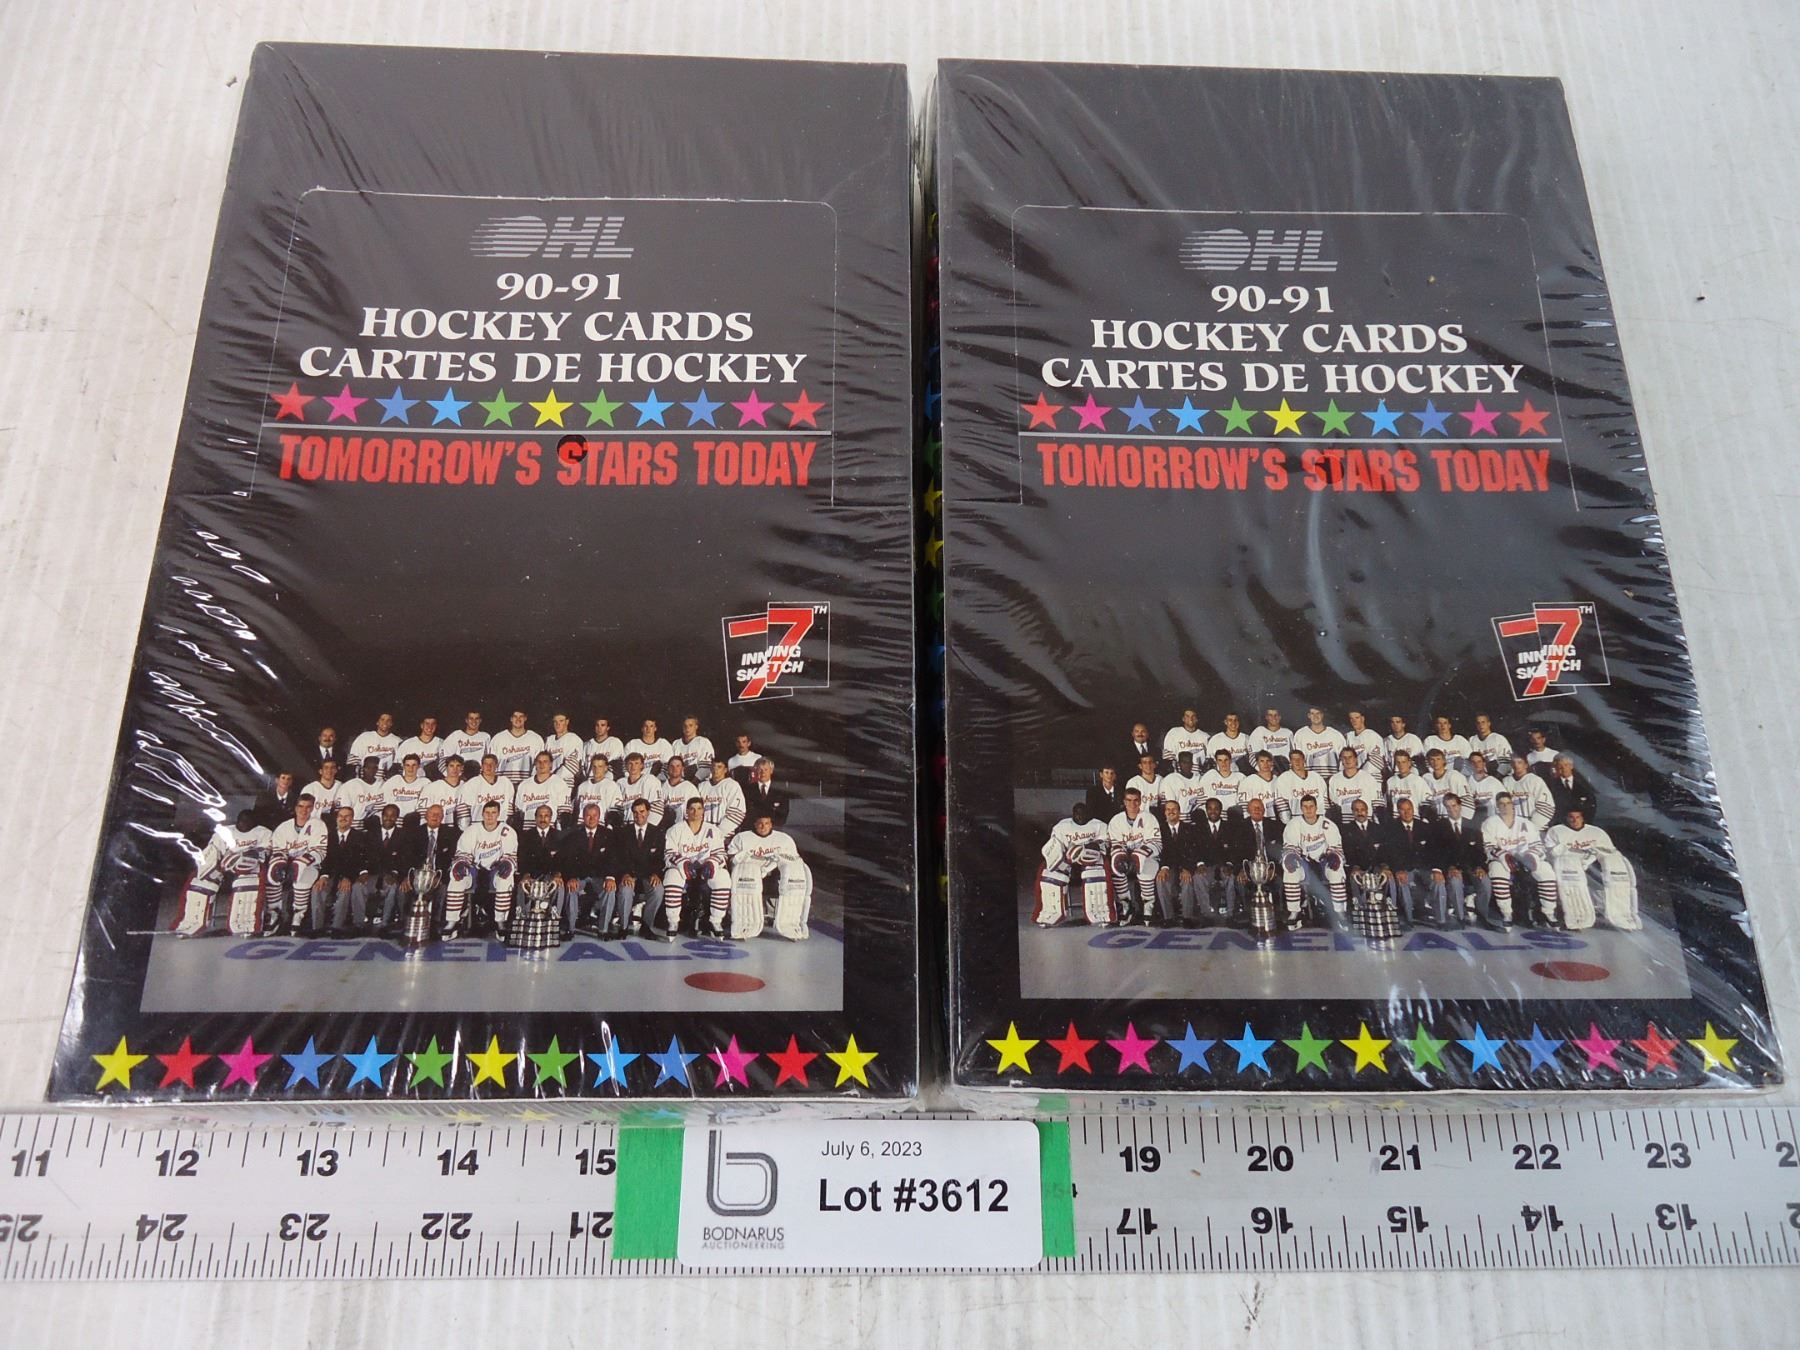 OHL
90-91
HOCKEY CARDS
CARTES DE HOCKEY
TOMORROW'S STARS TODAY
7TH
INNING
SKETCH
GENERALS
OHL
90-91
HOCKEY CARDS
CARTES DE HOCKEY
TOMORROW'S STARS TODAY
7TH
INNING
SKETCH
GENERALS
11 12 13 14 15 19 20 21 22 23
24 23 22 21 17 16 15 14 13
July 6, 2023
Lot #3612
BODNARUS
AUCTIONEERING